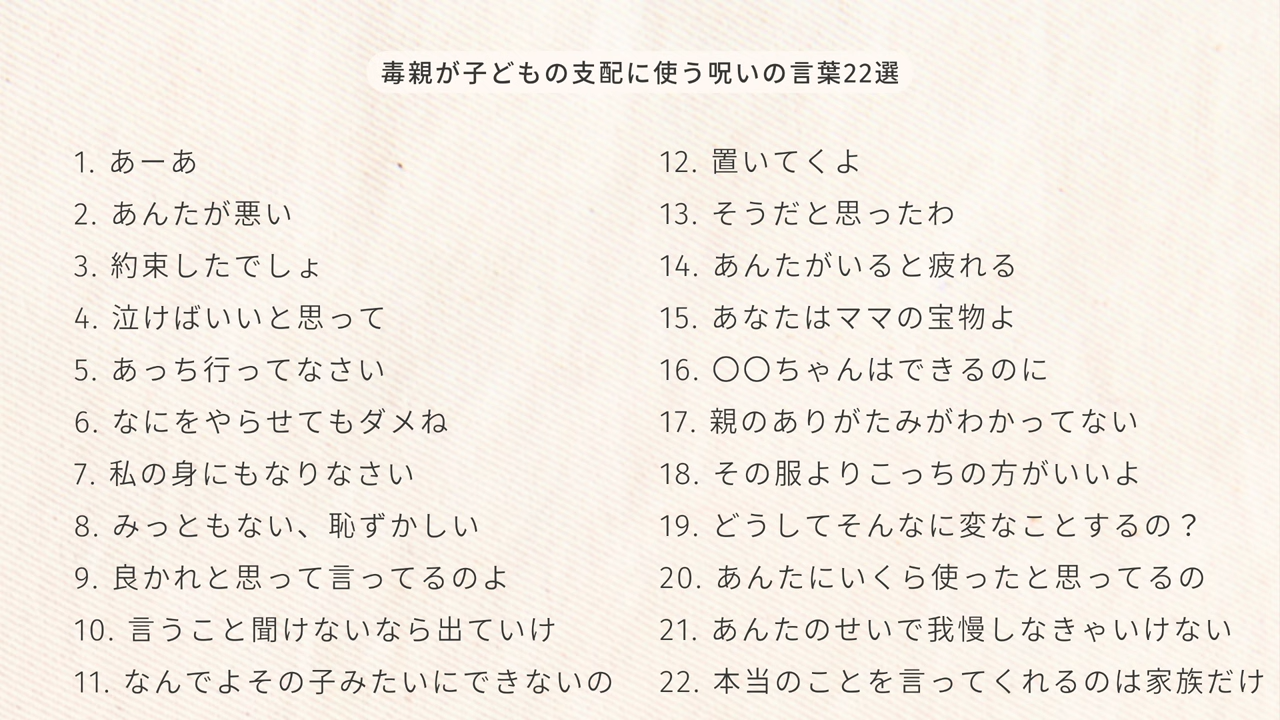 毒親が子どもの支配に使う呪いの言葉22選
1. あーあ
2. あんたが悪い
3. 約束したでしょ
4. 泣けばいいと思って
5. あっち行ってなさい
6. なにをやらせてもダメね
7. 私の身にもなりなさい
8. みっともない、恥ずかしい
9. 良かれと思って言ってるのよ
10. 言うこと聞けないなら出ていけ
11. なんでよその子みたいにできないの
12. 置いてくよ
13. そうだと思ったわ
14. あんたがいると疲れる
15. あなたはママの宝物よ
16. 〇〇ちゃんはできるのに
17. 親のありがたみがわかってない
18. その服よりこっちの方がいいよ
19. どうしてそんなに変なことするの？
20. あんたにいくら使ったと思ってるの
21. あんたのせいで我慢しなきゃいけない
22. 本当のことを言ってくれるのは家族だけ